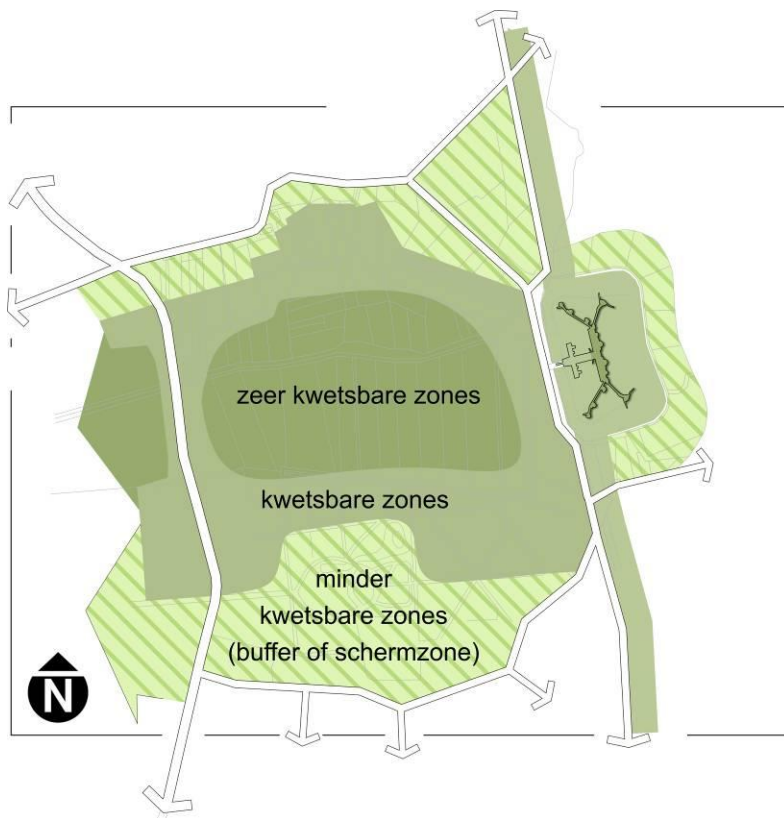 zeer kwetsbare zones
kwetsbare zones
minder
kwetsbare zones
(buffer of schermzone)
N